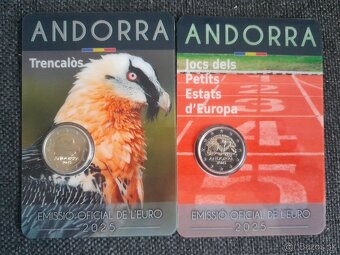 ANDORRA
Trencalòs
EMISSIÓ OFICIAL DE L'EURO
2025
ANDORRA
Jocs dels
Petits
Estats
d'Europa
EMISSIÓ OFICIAL DE L'EURO
2025